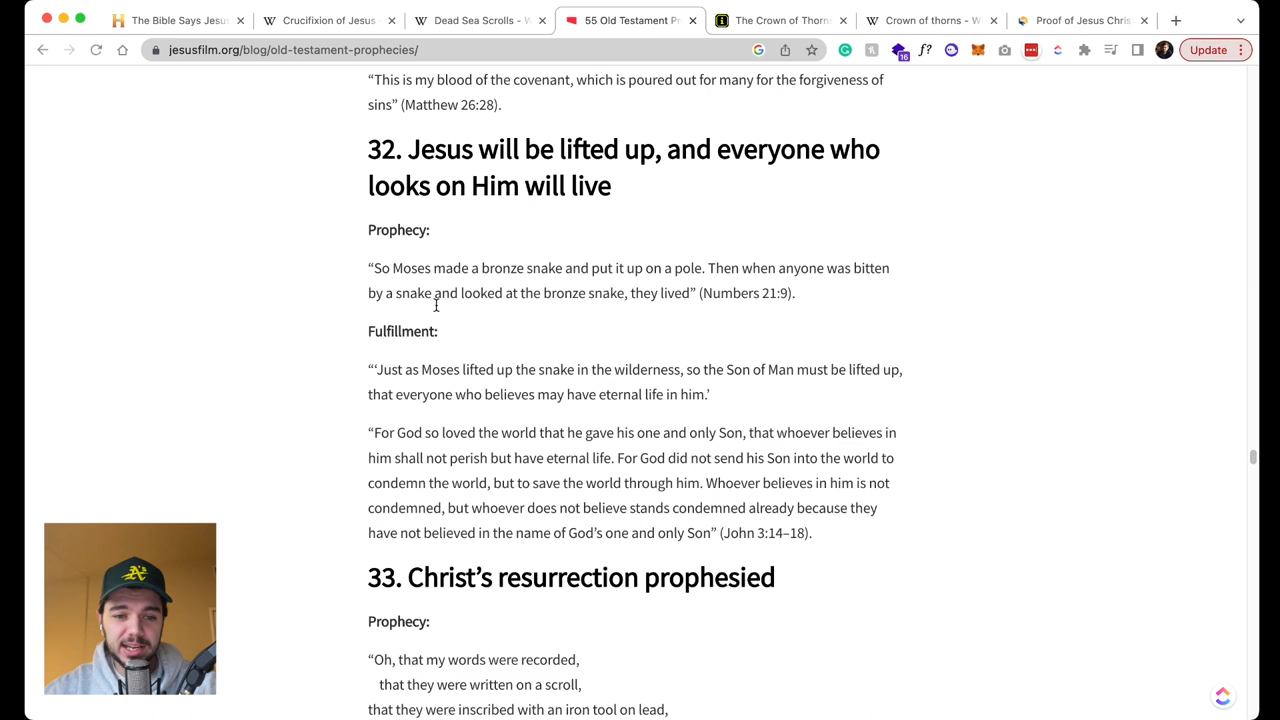 The Bible Says Jesus
Crucifixion of Jesus -
Dead Sea Scrolls - W
55 Old Testament Pr
The Crown of Thorn
Crown of thorns - W
Proof of Jesus Chris
jesusfilm.org/blog/old-testament-prophecies/
16
f?
Update
“This is my blood of the covenant, which is poured out for many for the forgiveness of
sins” (Matthew 26:28).
32. Jesus will be lifted up, and everyone who
looks on Him will live
Prophecy:
“So Moses made a bronze snake and put it up on a pole. Then when anyone was bitten
by a snake and looked at the bronze snake, they lived” (Numbers 21:9).
Fulfillment:
“‘Just as Moses lifted up the snake in the wilderness, so the Son of Man must be lifted up,
that everyone who believes may have eternal life in him.’
“For God so loved the world that he gave his one and only Son, that whoever believes in
him shall not perish but have eternal life. For God did not send his Son into the world to
condemn the world, but to save the world through him. Whoever believes in him is not
condemned, but whoever does not believe stands condemned already because they
have not believed in the name of God’s one and only Son” (John 3:14–18).
33. Christ’s resurrection prophesied
Prophecy:
“Oh, that my words were recorded,
that they were written on a scroll,
that they were inscribed with an iron tool on lead,
A's